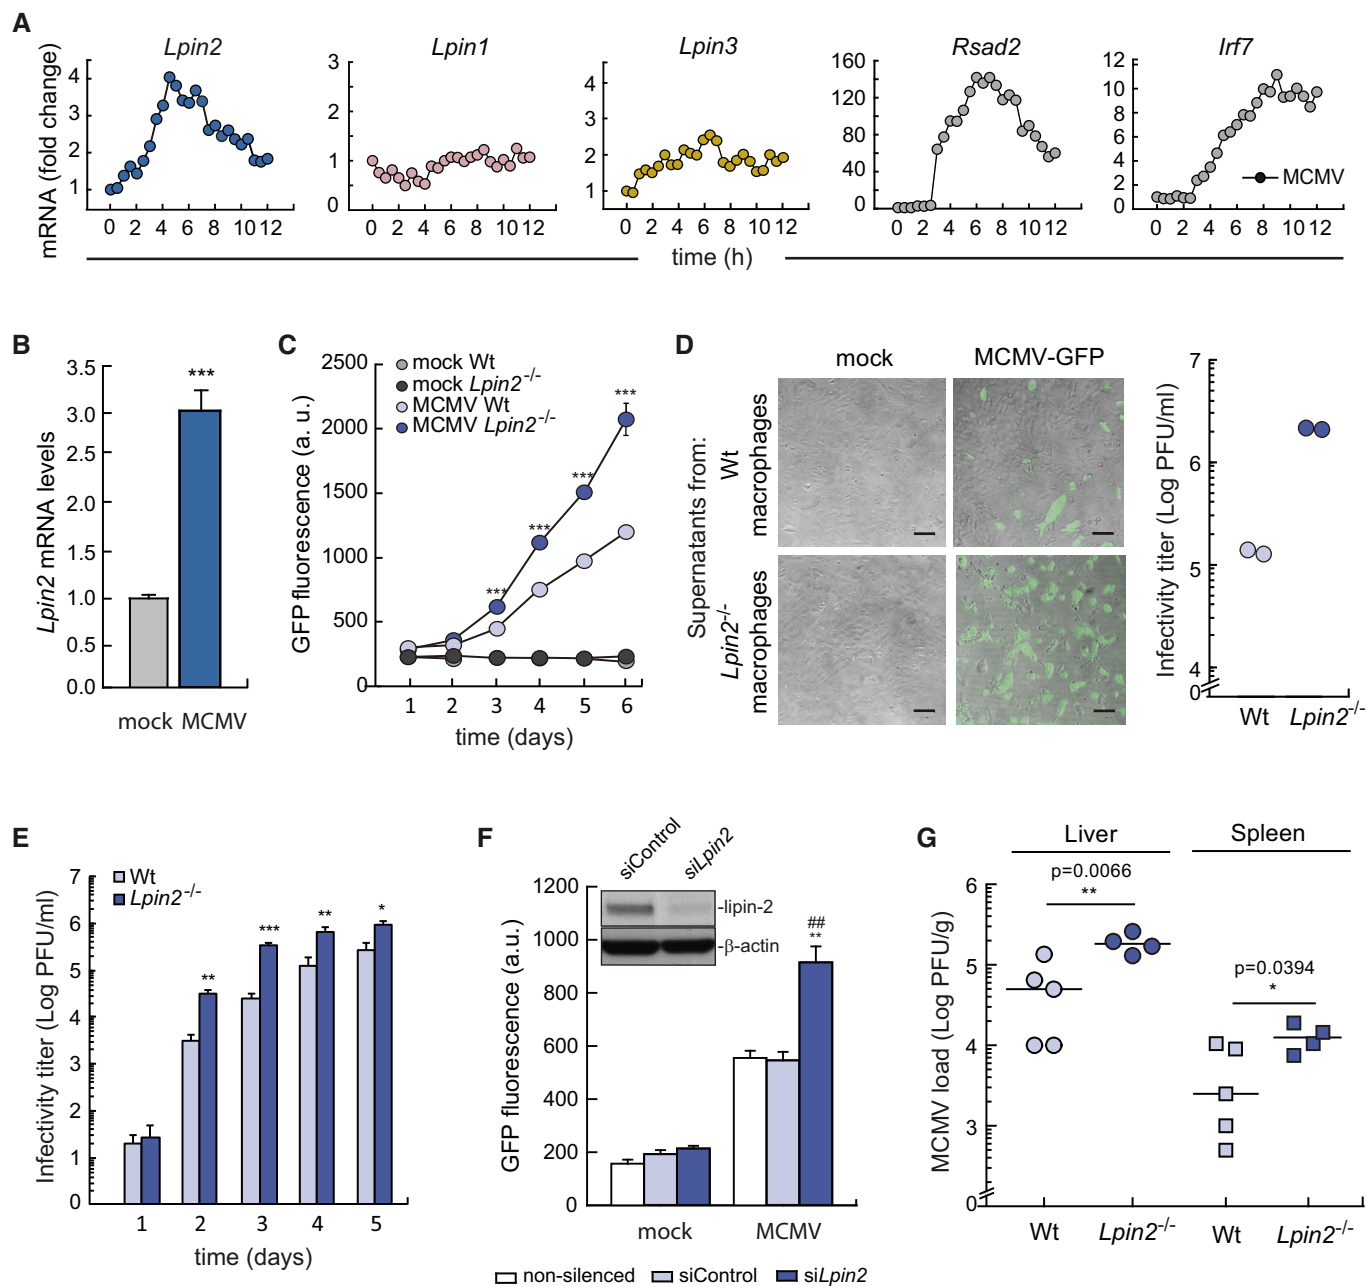 A
Lpin2
Lpin1
Lpin3
Rsad2
Irf7
mRNA (fold change)
4
3
2
1
0 2 4 6 8 10 12
3
2
1
0
0 2 4 6 8 10 12
4
3
2
1
0 2 4 6 8 10 12
160
120
80
40
0
0 2 4 6 8 10 12
12
10
8
6
4
2
0
0 2 4 6 8 10 12
MCMV
time (h)
B
Lpin2 mRNA levels
3.5
3.0
2.5
2.0
1.5
1.0
0.5
0.0
***
mock MCMV
C
GFP fluorescence (a. u.)
2500
2000
1500
1000
500
0
mock Wt
mock Lpin2-/-
MCMV Wt
MCMV Lpin2-/-
***
***
***
***
1 2 3 4 5 6
time (days)
D
mock
MCMV-GFP
Supernatants from:
Wt
macrophages
Lpin2-/-
macrophages
Infectivity titer (Log PFU/ml)
7
6
5
4
0
Wt Lpin2-/-
E
Infectivity titer (Log PFU/ml)
7
6
5
4
3
2
1
0
Wt
Lpin2-/-
**
***
**
*
1 2 3 4 5
time (days)
F
siControl
siLpin2
-lipin-2
-β-actin
GFP fluorescence (a.u.)
1200
1000
800
600
400
200
0
##
**
mock MCMV
non-silenced siControl siLpin2
G
Liver Spleen
p=0.0066
**
p=0.0394
*
MCMV load (Log PFU/g)
6
5
4
3
0
Wt Lpin2-/- Wt Lpin2-/-